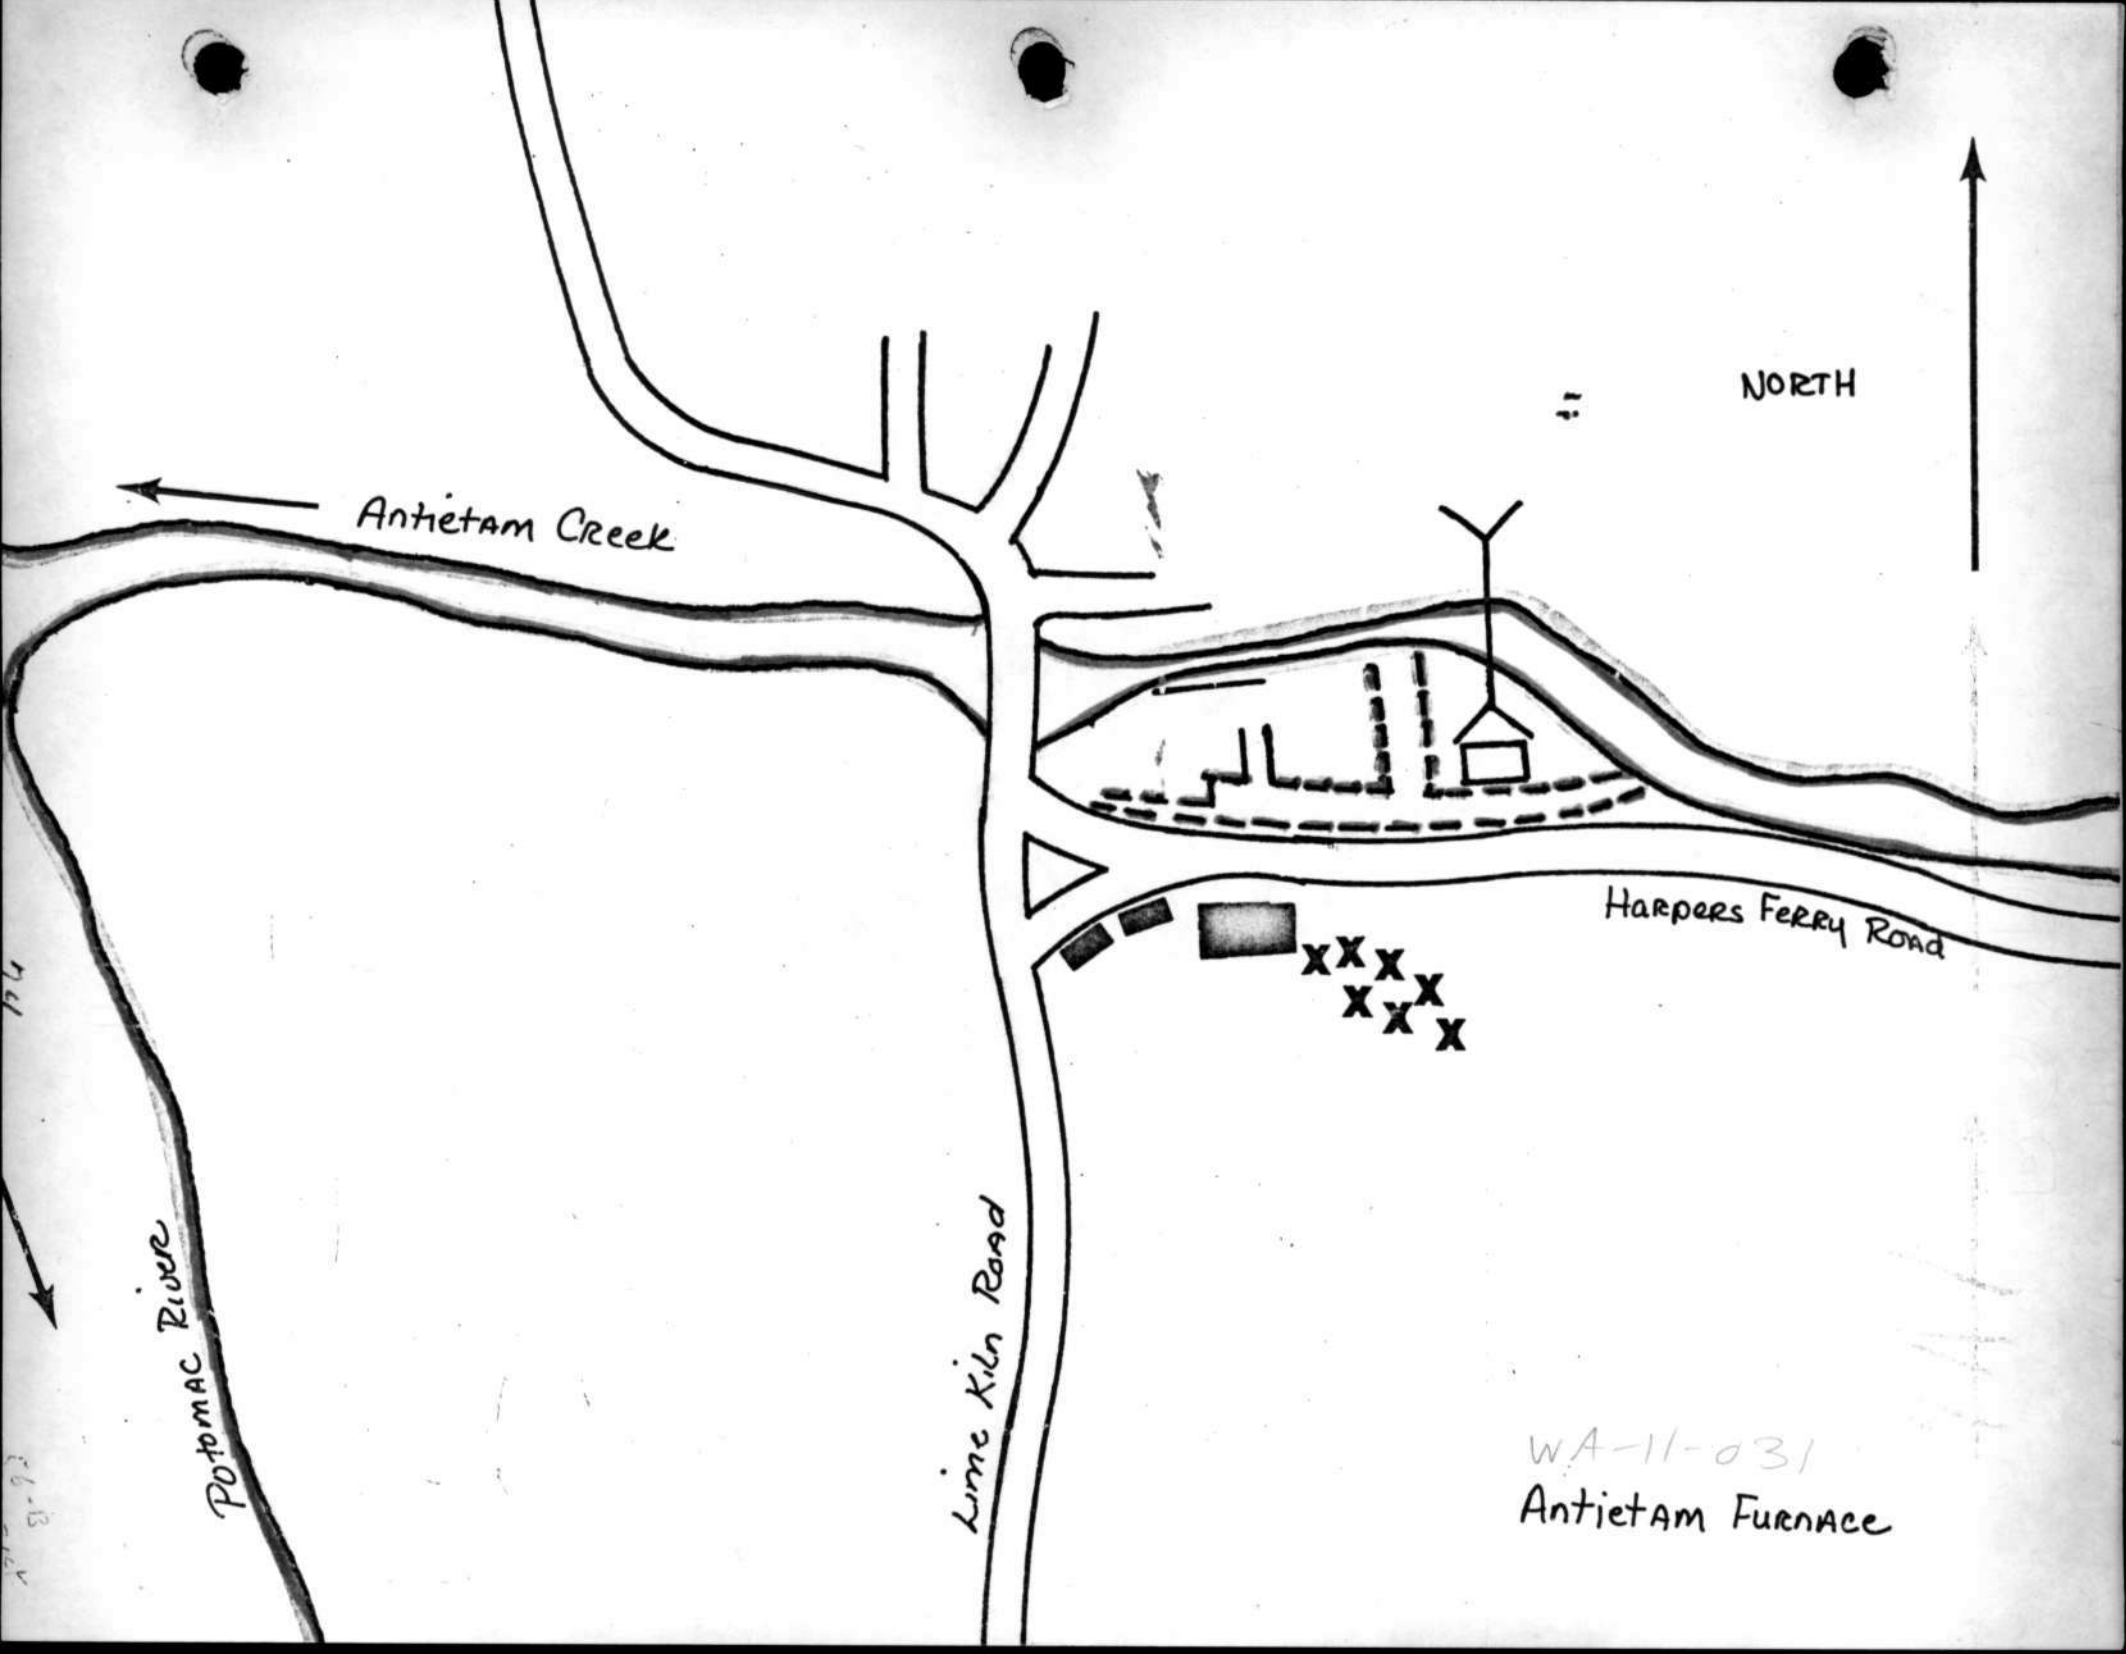 NORTH
Antietam Creek
Harpers Ferry Road
X X X
X X X
X
Potomac River
Lime Kiln Road
WA-11-031
Antietam Furnace